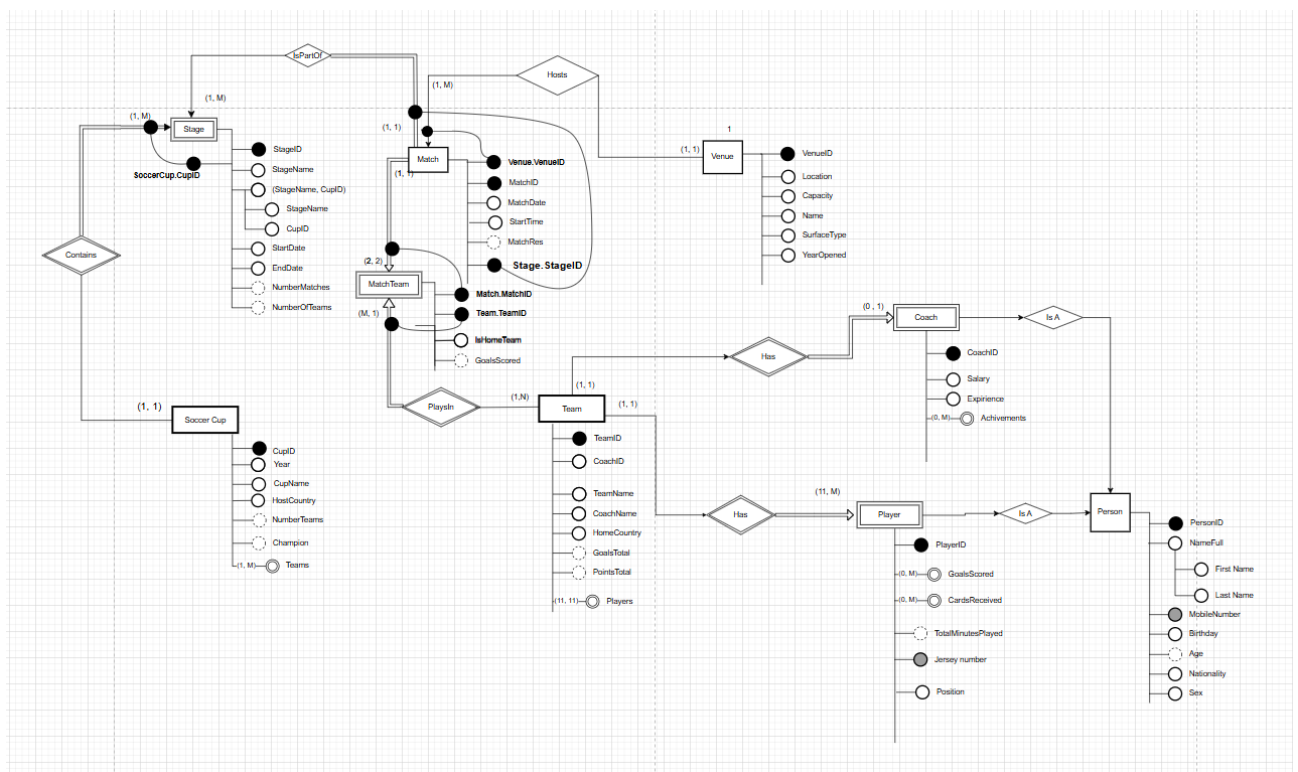 IsPartOf
(1, M)
Hosts
(1, M)
(1, M)
Stage
SoccerCup.CupID
StageID
StageName
(StageName, CupID)
StageName
CupID
StartDate
EndDate
NumberMatches
NumberOfTeams
Contains
(1, 1)
Match
(1, 1)
Venue.VenueID
MatchID
MatchDate
StartTime
MatchRes
Stage.StageID
(1, 1)
1
Venue
VenueID
Location
Capacity
Name
SurfaceType
YearOpened
(2, 2)
MatchTeam
(M, 1)
Match.MatchID
Team.TeamID
IsHomeTeam
GoalsScored
(0 , 1)
Coach
Is A
CoachID
Salary
Expirience
(0, M)
Achivements
Has
(1, 1)
(1, 1)
Soccer Cup
CupID
Year
CupName
HostCountry
NumberTeams
Champion
(1, M)
Teams
PlaysIn
(1,N)
Team
(1, 1)
TeamID
CoachID
TeamName
CoachName
HomeCountry
GoalsTotal
PointsTotal
(11, 11)
Players
Has
(11, M)
Player
Is A
Person
PlayerID
(0, M)
GoalsScored
(0, M)
CardsReceived
TotalMinutesPlayed
Jersey number
Position
PersonID
NameFull
First Name
Last Name
MobileNumber
Birthday
Age
Nationality
Sex